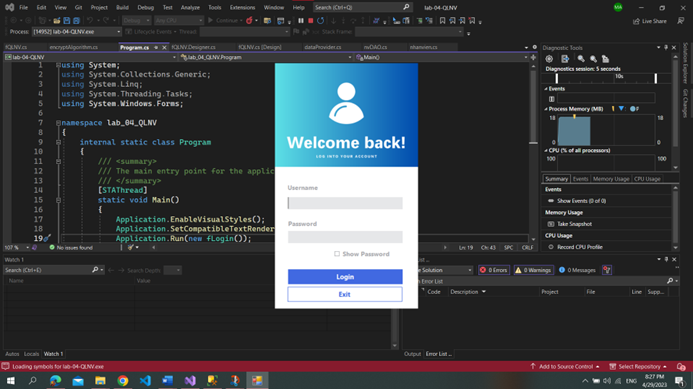 File Edit View Git Project Build Debug Test Analyze Tools Extensions Window Help Search (Ctrl+Q) lab-04-QLNV MA
Debug Any CPU Continue Live Share
Process: [14952] lab-04-QLNV.exe Lifecycle Events Thread: Stack Frame:
fQLNV.cs encryptAlgorithm.cs Program.cs fQLNV.Designer.cs fQLNV.cs [Design] dataProvider.cs nvDAO.cs
lab-04-QLNV lab_04_QLNV.Program Main()
1 using System;
2 using System.Collections.Generic;
3 using System.Linq;
4 using System.Threading.Tasks;
5 using System.Windows.Forms;
6
7 namespace lab_04_QLNV
8 {
9 internal static class Program
10 {
11 /// <summary>
12 /// The main entry point for the applic
13 /// </summary>
14 [STAThread]
15 static void Main()
16 {
17 Application.EnableVisualStyles();
18 Application.SetCompatibleTextRender
19 Application.Run(new fLogin());
107 % No issues found Ln: 19 Ch: 43 SPC CRLF
Welcome back!
LOG INTO YOUR ACCOUNT
Username
Password
Show Password
Login
Exit
Diagnostic Tools
Diagnostics session: 5 seconds
10s
Events
Process Memory (MB)
18 18
0 0
CPU (% of all processors)
100 100
Summary Events Memory Usage CPU Usage
Events
Show Events (0 of 0)
Memory Usage
Take Snapshot
CPU Usage
Record CPU Profile
Solution Explorer
Git Changes
Watch 1
Search (Ctrl+E) Search Depth:
Name Value
Autos Locals Watch 1
List ...
Solution 0 Errors 0 Warnings 0 Messages
Error List
Code Description Project File Line Supp...
Output Error List ...
Loading symbols for lab-04-QLNV.exe Add to Source Control Select Repository
Search
ENG 8:27 PM
4/29/2023